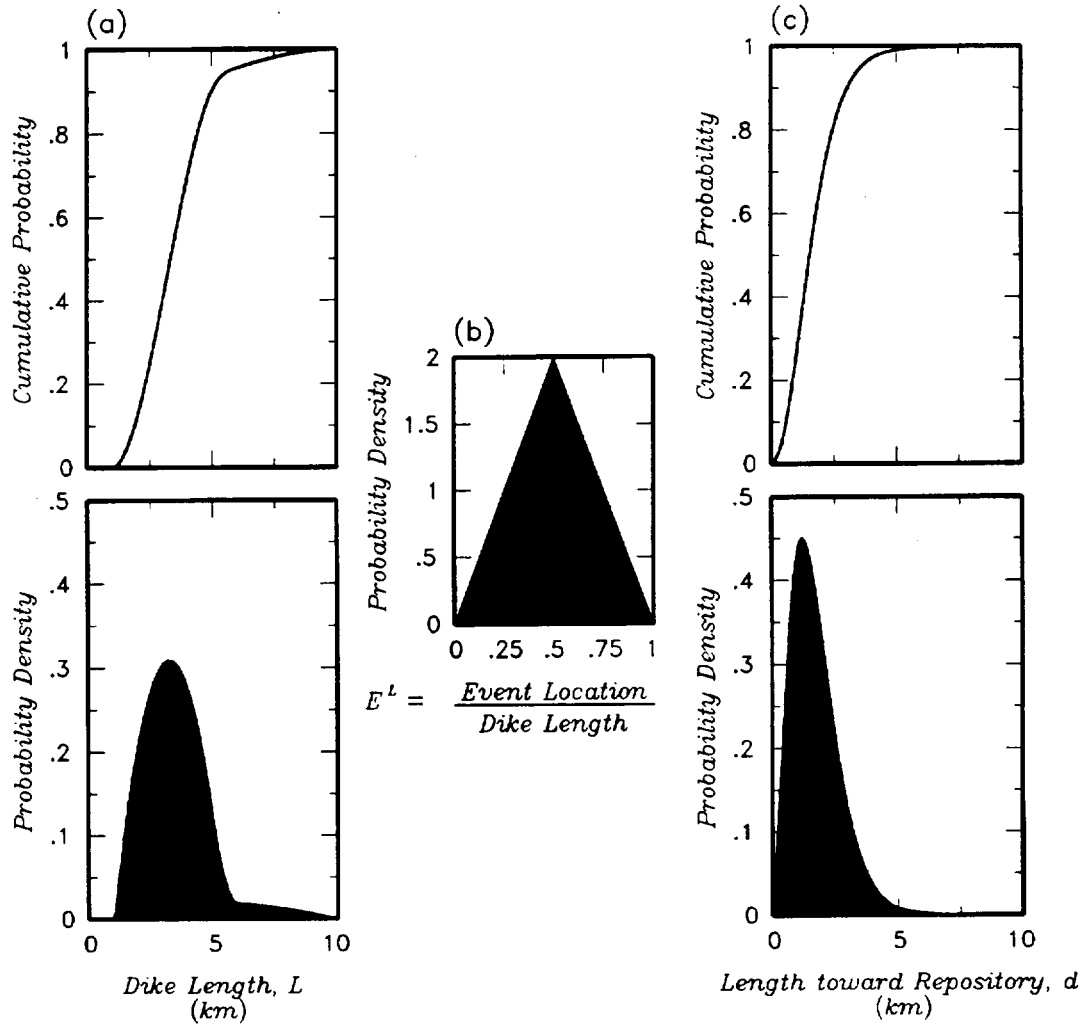 (a)
1
.8
.6
.4
.2
0
Cumulative Probability
.5
.4
.3
.2
.1
0
Probability Density
0 5 10
Dike Length, L
(km)
(b)
2
1.5
1
.5
0
Probability Density
0 .25 .5 .75 1
E^L = Event Location
Dike Length
(c)
1
.8
.6
.4
.2
0
Cumulative Probability
.5
.4
.3
.2
.1
0
Probability Density
0 5 10
Length toward Repository, d
(km)